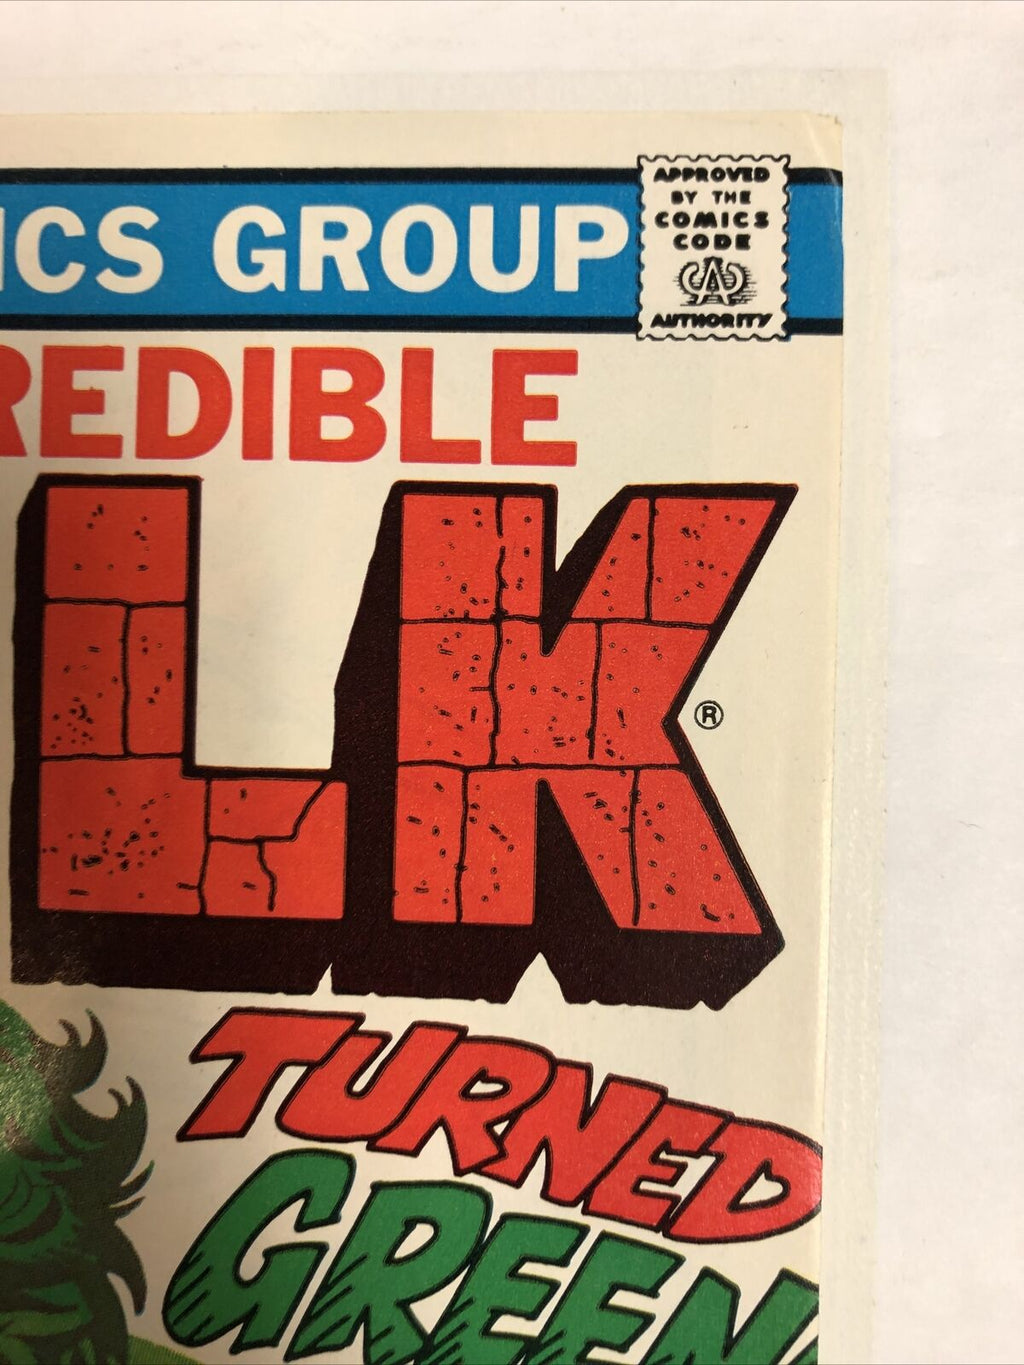 ICS GROUP
APPROVED
BY THE
COMICS
CODE
A
AUTHORITY
REDIBLE
LK
®
TURNED
GREEN